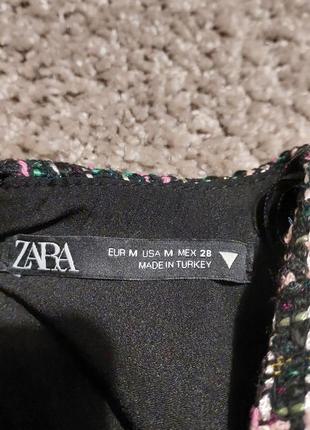 ZARA
EUR M USA M MEX 28
MADE IN TURKEY